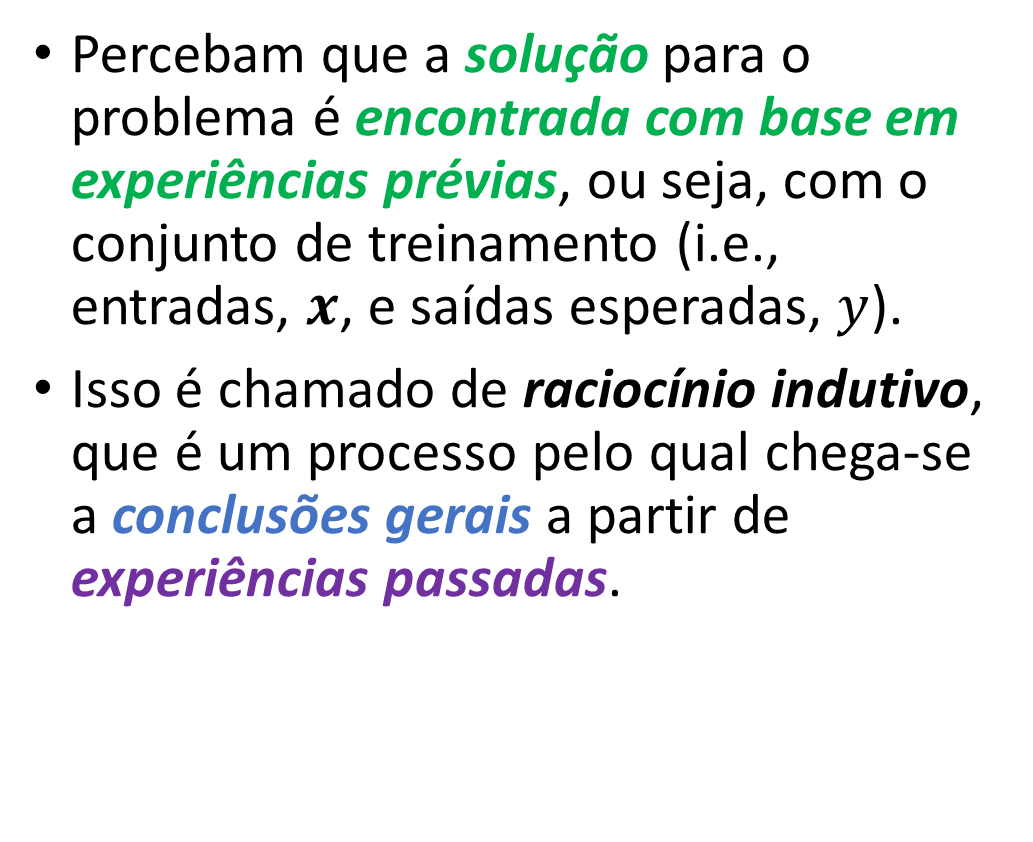 • Percebam que a solução para o
problema é encontrada com base em
experiências prévias, ou seja, com o
conjunto de treinamento (i.e.,
entradas, 𝒙, e saídas esperadas, 𝑦).
• Isso é chamado de raciocínio indutivo,
que é um processo pelo qual chega-se
a conclusões gerais a partir de
experiências passadas.